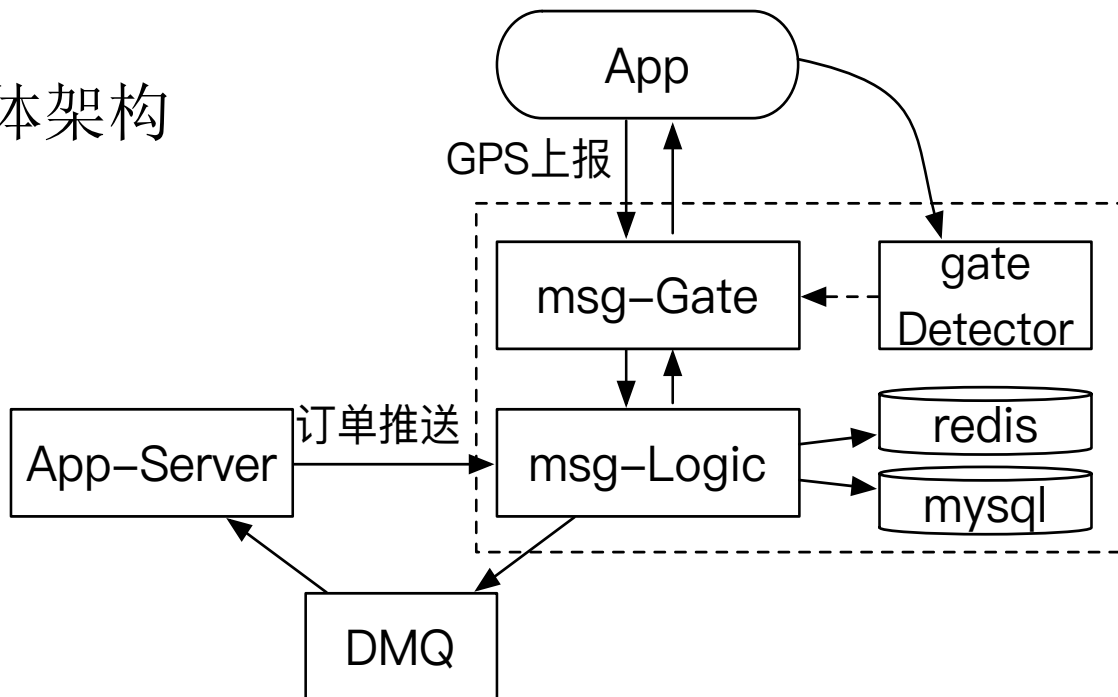 App
体架构
GPS上报
msg-Gate
gate
Detector
订单推送
redis
App-Server
msg-Logic
mysql
DMQ